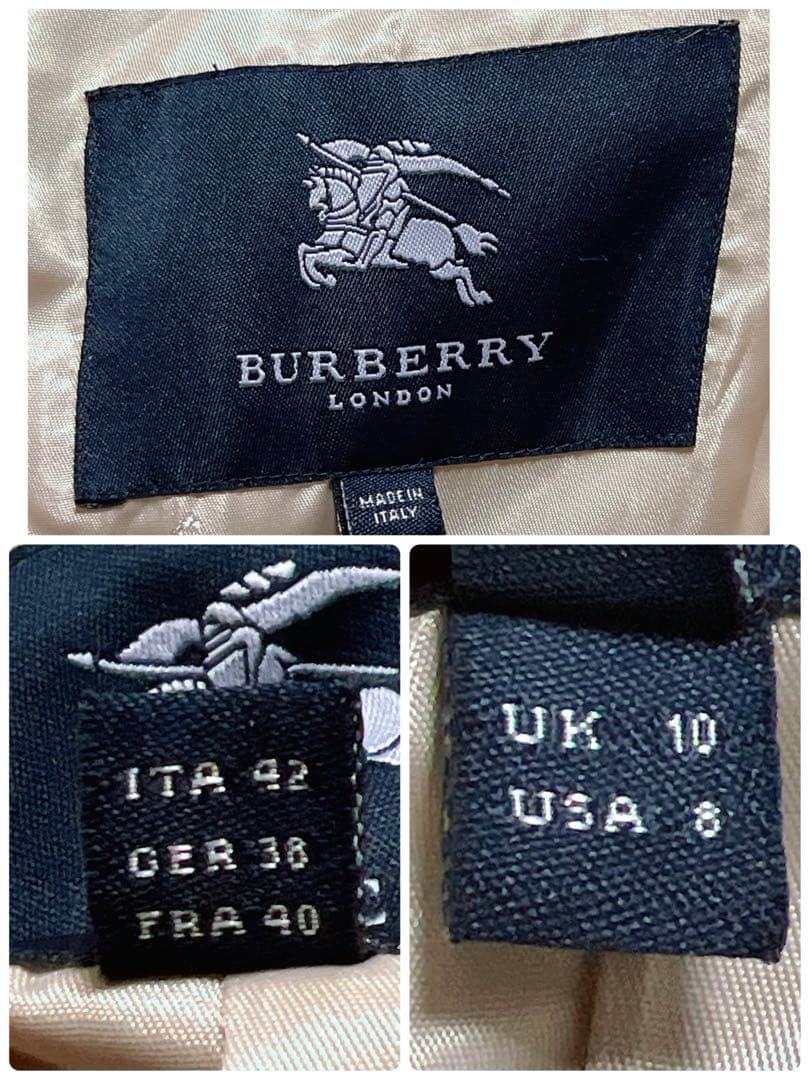 BURBERRY
LONDON
MADE IN
ITALY
ITA 42
GER 38
FRA 40
UK 10
USA 8